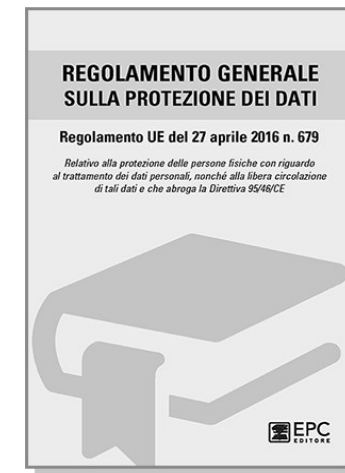 REGOLAMENTO GENERALE
SULLA PROTEZIONE DEI DATI
Regolamento UE del 27 aprile 2016 n. 679
Relativo alla protezione delle persone fisiche con riguardo
al trattamento dei dati personali, nonché alla libera circolazione
di tali dati e che abroga la Direttiva 95/46/CE
EPC
EDITORE